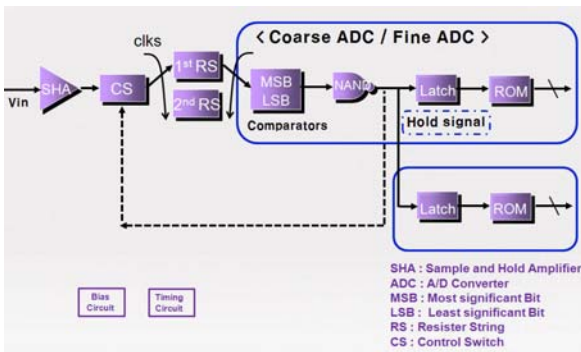 < Coarse ADC / Fine ADC >
clks
1st RS
2nd RS
Vin
SHA
CS
MSB
LSB
Comparators
NAND
Latch
ROM
Hold signal
Latch
ROM
SHA : Sample and Hold Amplifier
ADC : A/D Converter
MSB : Most significant Bit
LSB : Least significant Bit
RS : Resister String
CS : Control Switch
Bias
Circuit
Timing
Circuit